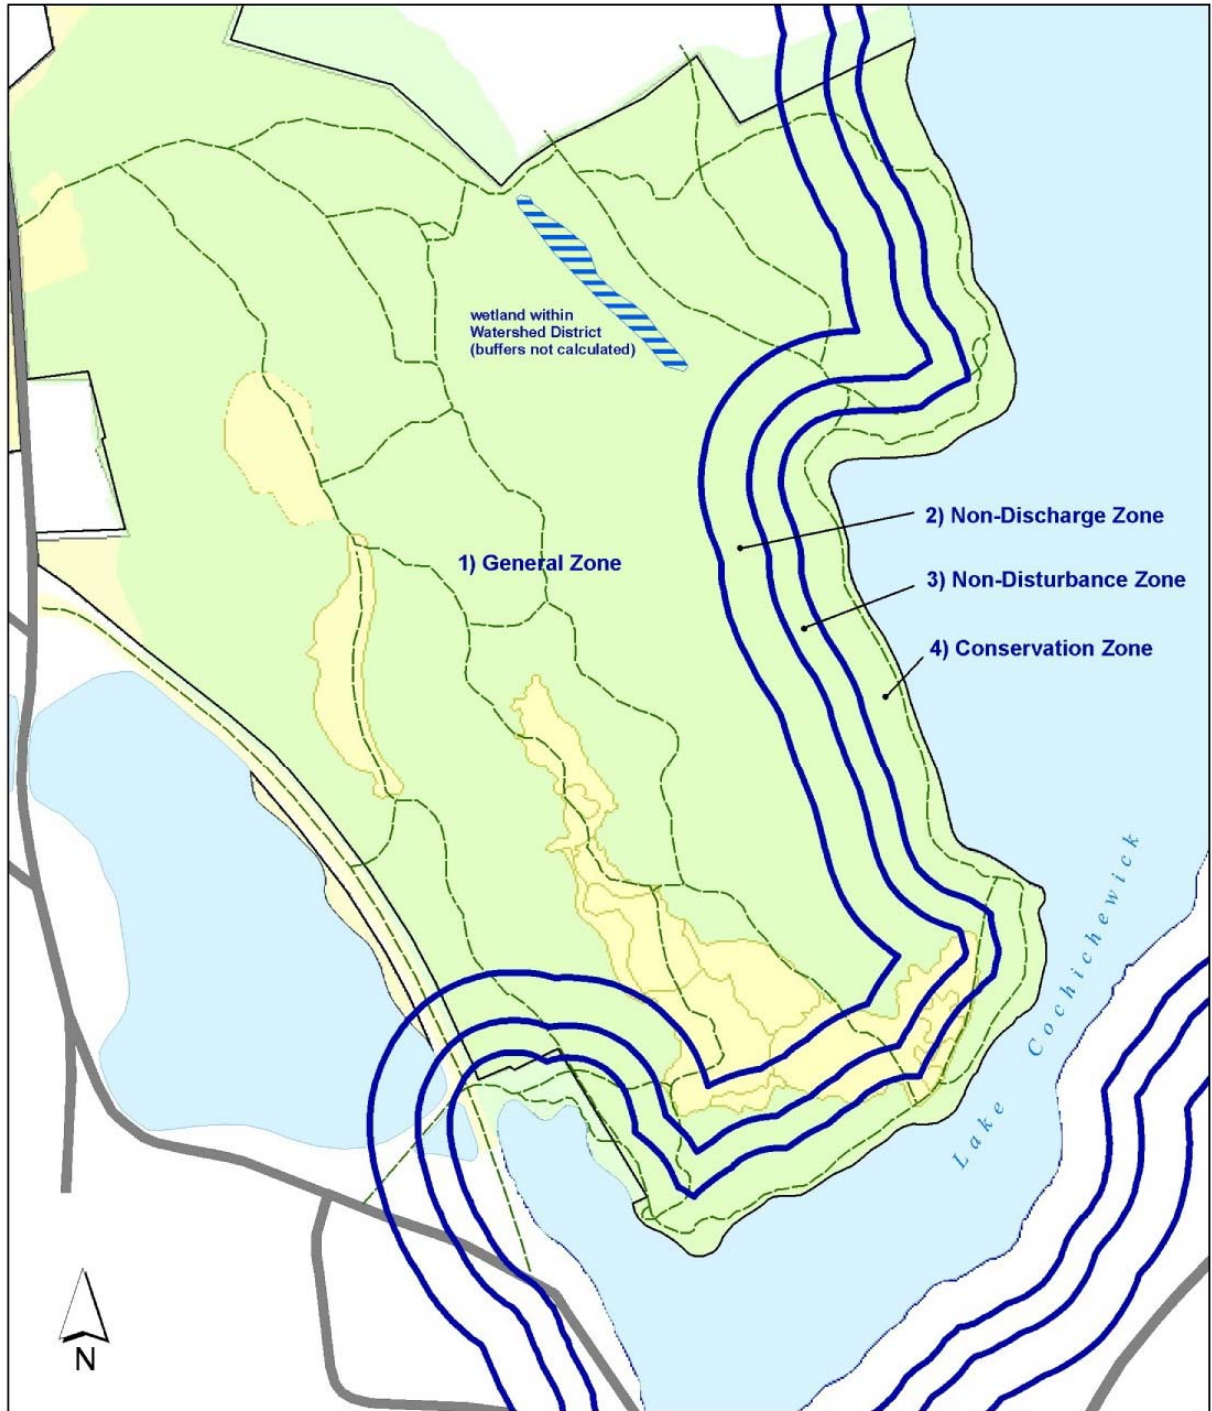 wetland within
Watershed District
(buffers not calculated)
2) Non-Discharge Zone
1) General Zone
3) Non-Disturbance Zone
4) Conservation Zone
Lake Cochichewick
N